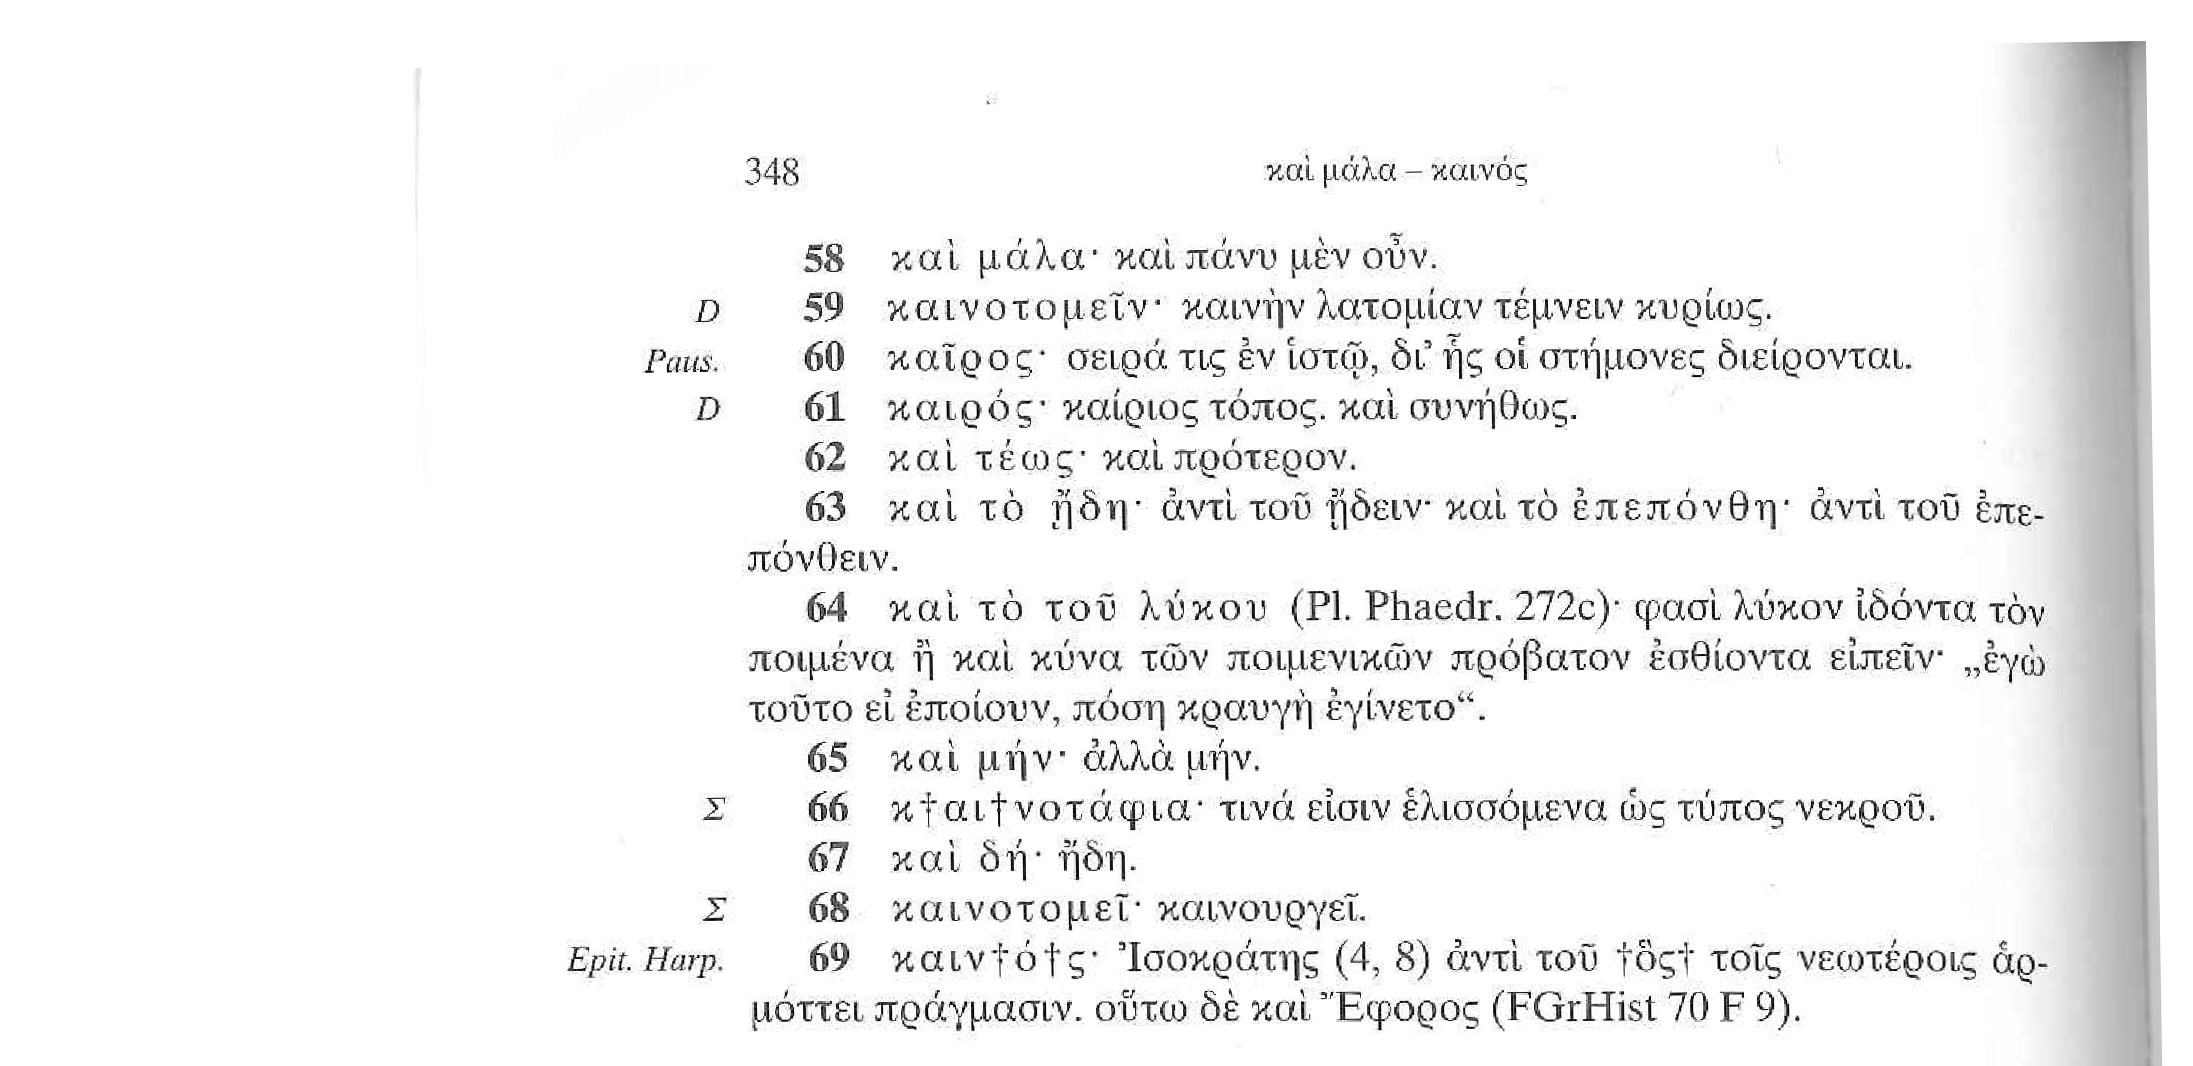 348 καὶ μάλα – καινός
58 καὶ μάλα· καὶ πάνυ μὲν οὖν.
D 59 καινοτομεῖν· καινὴν λατομίαν τέμνειν κυρίως.
Paus. 60 καῖρος· σειρά τις ἐν ἱστῷ, δι’ ἧς οἱ στήμονες διείρονται.
D 61 καιρός· καίριος τόπος. καὶ συνήθως.
62 καὶ τέως· καὶ πρότερον.
63 καὶ τὸ ᾔδη· ἀντὶ τοῦ ᾔδειν· καὶ τὸ ἐπεπόνθη· ἀντὶ τοῦ ἐπε-
πόνθειν.
64 καὶ τὸ τοῦ λύκου (Pl. Phaedr. 272c)· φασὶ λύκον ἰδόντα τὸν
ποιμένα ἢ καὶ κύνα τῶν ποιμενικῶν πρόβατον ἐσθίοντα εἰπεῖν· „ἐγὼ
τοῦτο εἰ ἐποίουν, πόση κραυγὴ ἐγίνετο“.
65 καὶ μήν· ἀλλὰ μήν.
Σ 66 κ†αι†νοτάφια· τινά εἰσιν ἑλισσόμενα ὡς τύπος νεκροῦ.
67 καὶ δή· ἤδη.
Σ 68 καινοτομεῖ· καινουργεῖ.
Epit. Harp. 69 καιν†ό†ς· Ἰσοκράτης (4, 8) ἀντὶ τοῦ †ὃς† τοῖς νεωτέροις ἁρ-
μόττει πράγμασιν. οὕτω δὲ καὶ Ἔφορος (FGrHist 70 F 9).